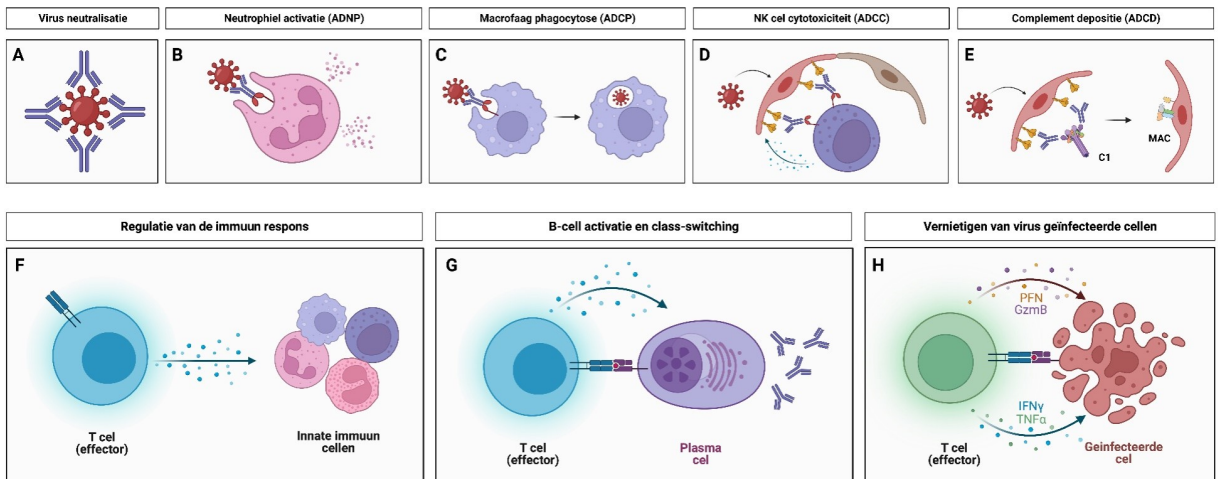 Virus neutralisatie
Neutrophiel activatie (ADNP)
Macrofaag phagocytose (ADCP)
NK cel cytotoxiciteit (ADCC)
Complement depositie (ADCD)
A
B
C
D
E
C1
MAC
Regulatie van de immuun respons
B-cell activatie en class-switching
Vernietigen van virus geïnfecteerde cellen
F
T cel
(effector)
Innate immuun
cellen
G
T cel
(effector)
Plasma
cel
H
PFN
GzmB
IFNγ
TNFα
T cel
(effector)
Geinfecteerde
cel